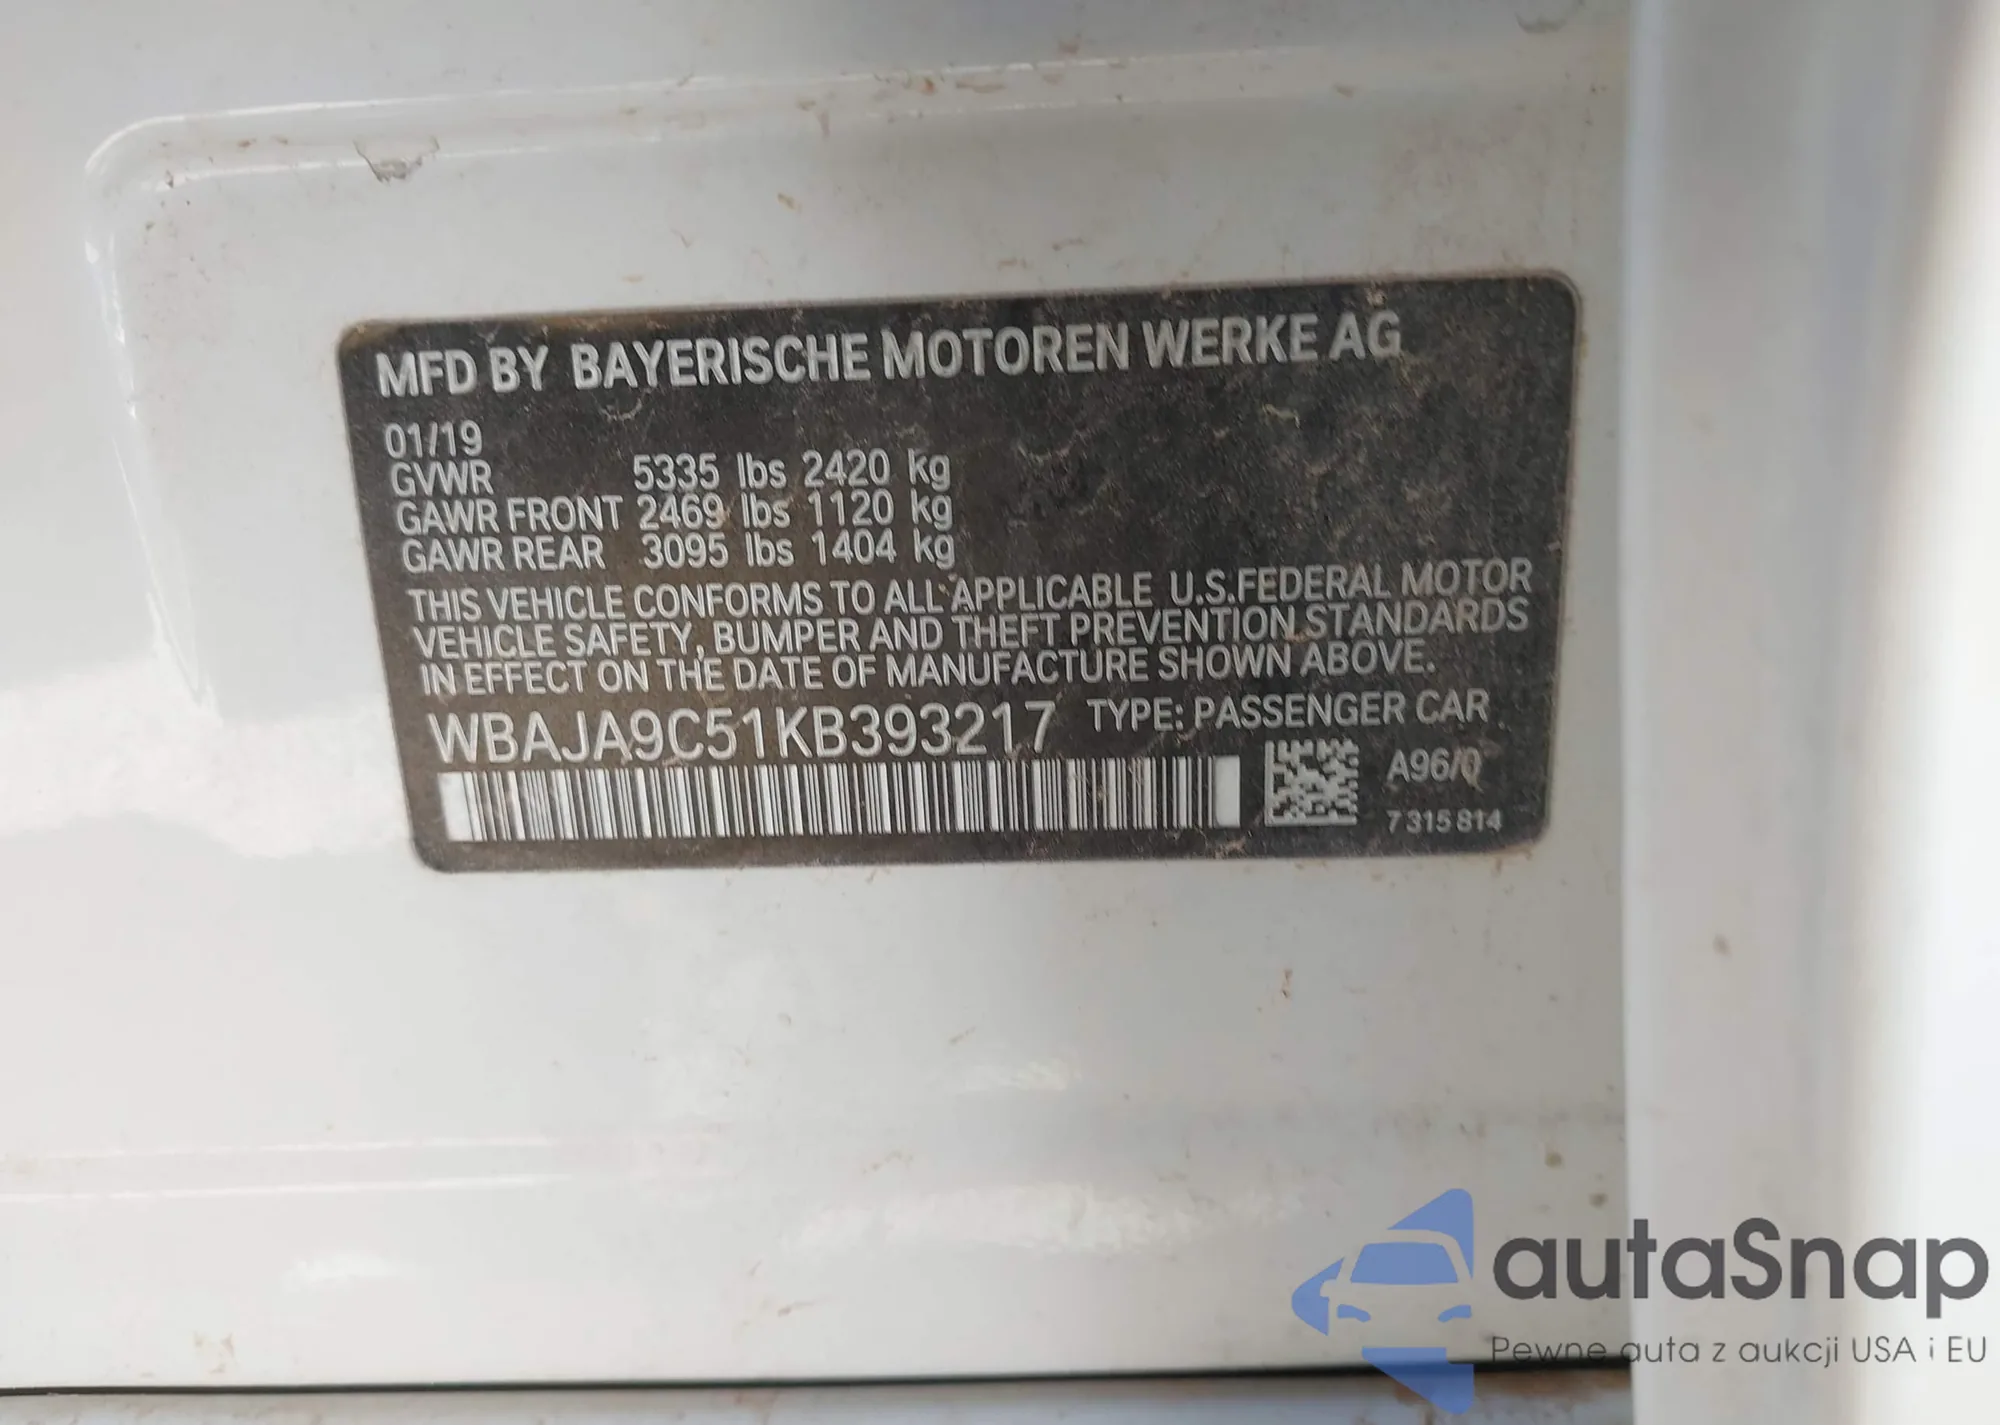 MFD BY BAYERISCHE MOTOREN WERKE AG
01/19
GVWR 5335 lbs 2420 kg
GAWR FRONT 2469 lbs 1120 kg
GAWR REAR 3095 lbs 1404 kg
THIS VEHICLE CONFORMS TO ALL APPLICABLE U.S.FEDERAL MOTOR
VEHICLE SAFETY, BUMPER AND THEFT PREVENTION STANDARDS
IN EFFECT ON THE DATE OF MANUFACTURE SHOWN ABOVE.
WBAJA9C51KB393217 TYPE: PASSENGER CAR
A96/0
7315814
autaSnap
Pewne auta z aukcji USA i EU